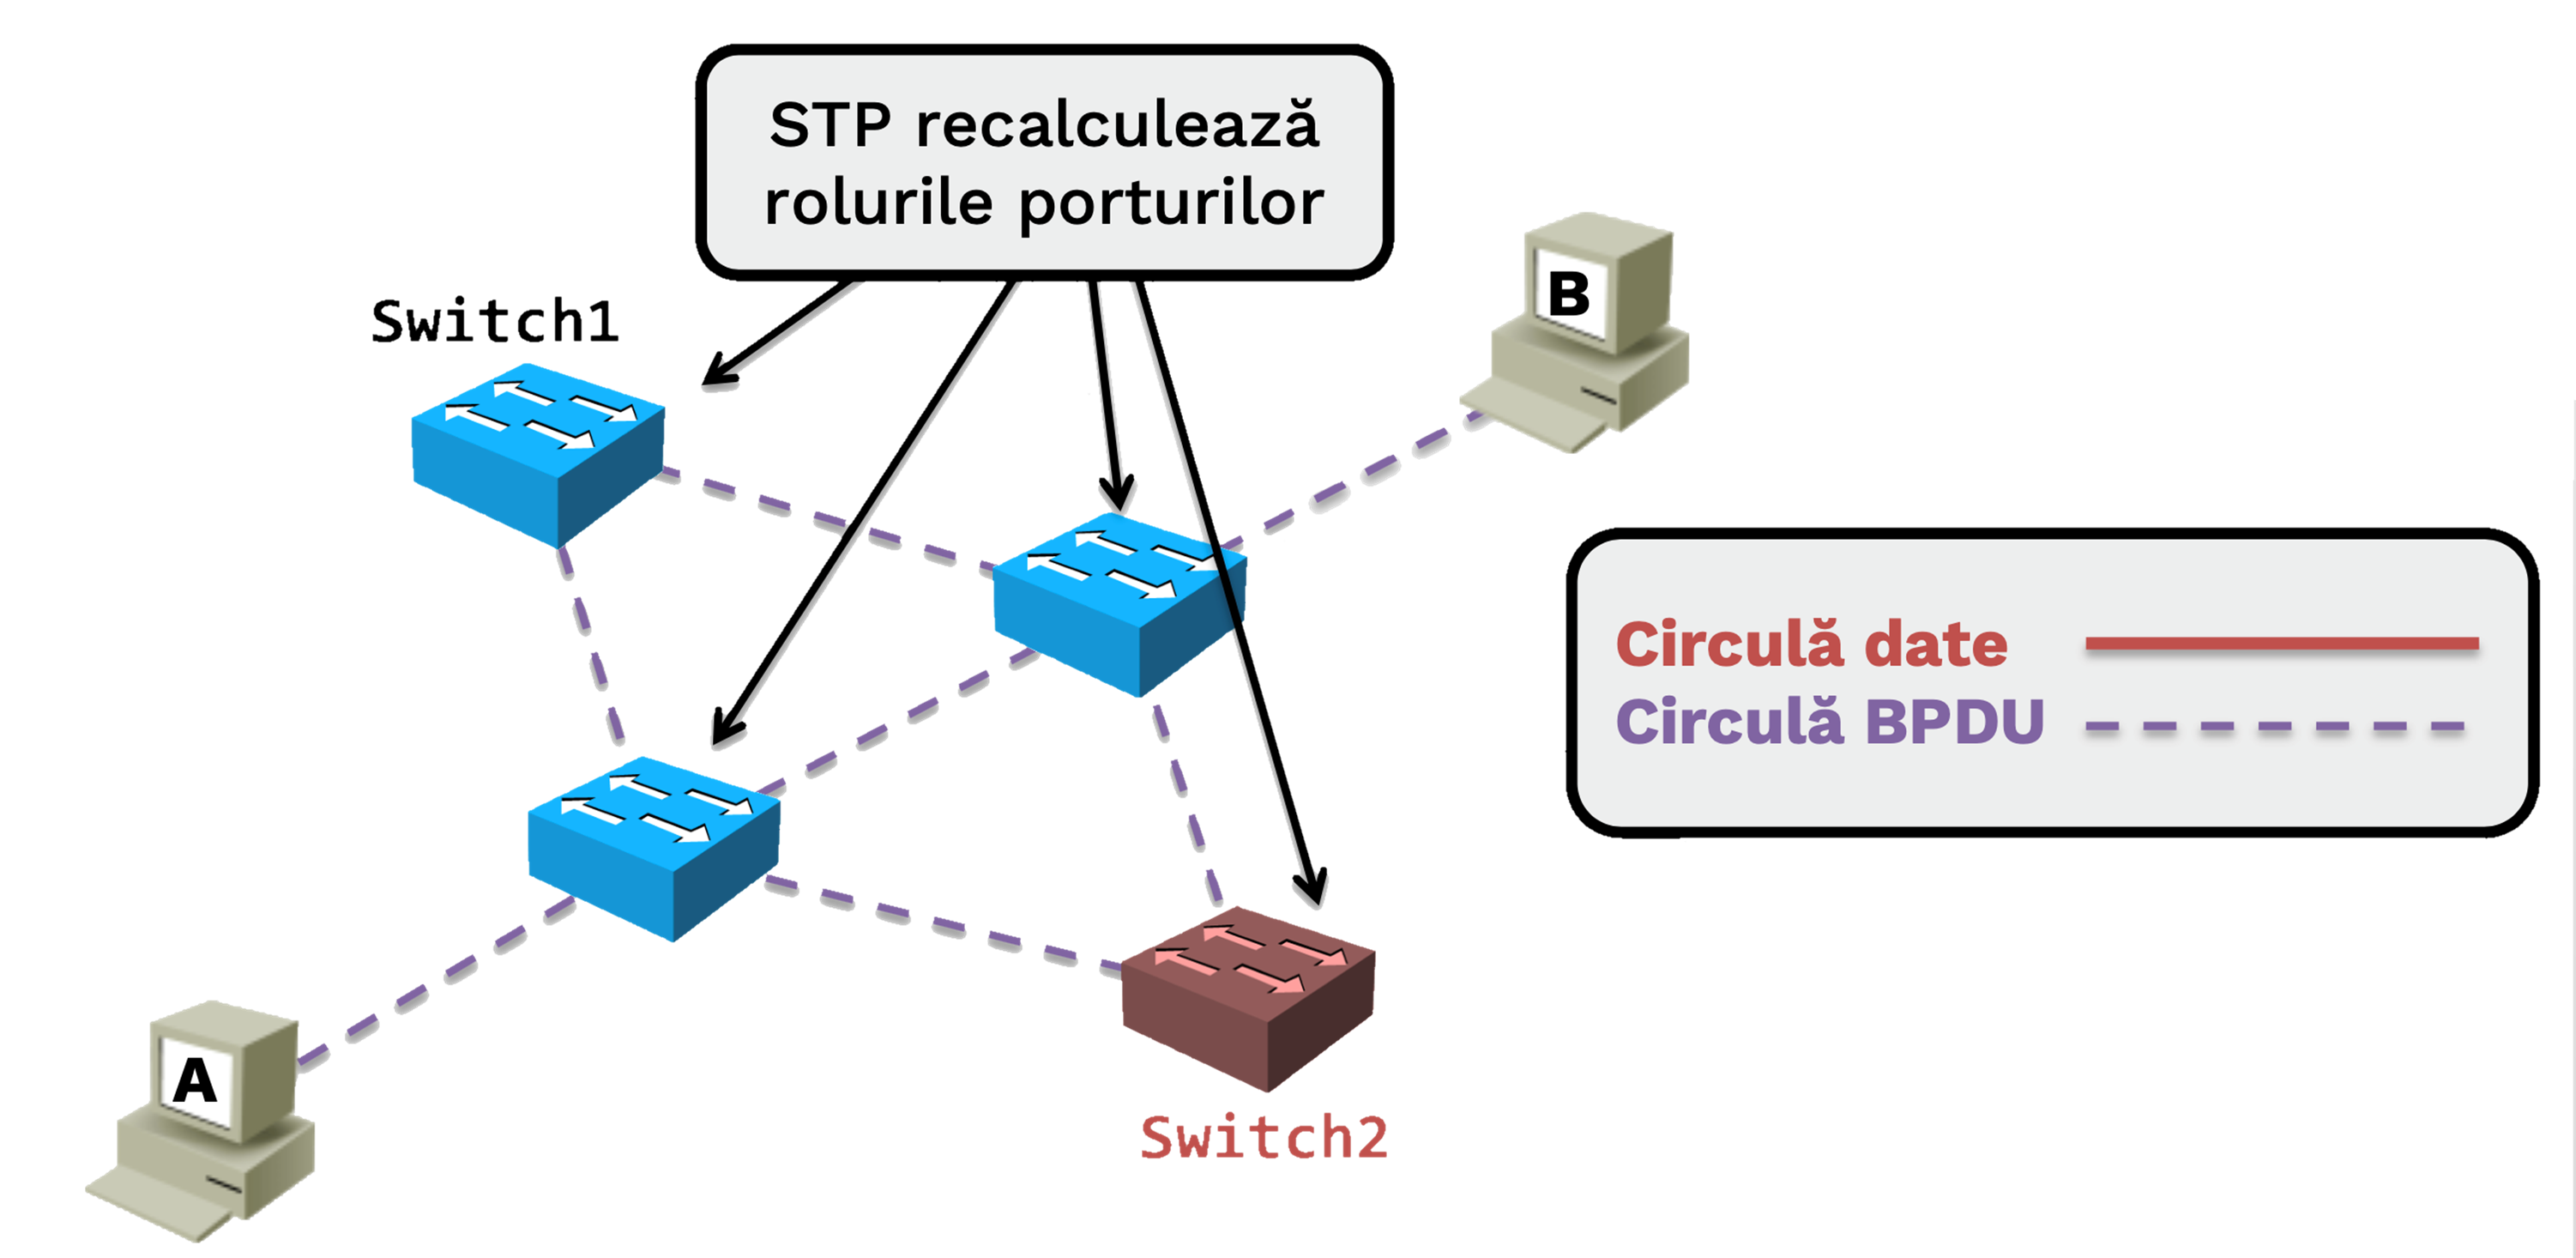 STP recalculează
rolurile porturilor
Switch1
B
Circulă date
Circulă BPDU
A
Switch2